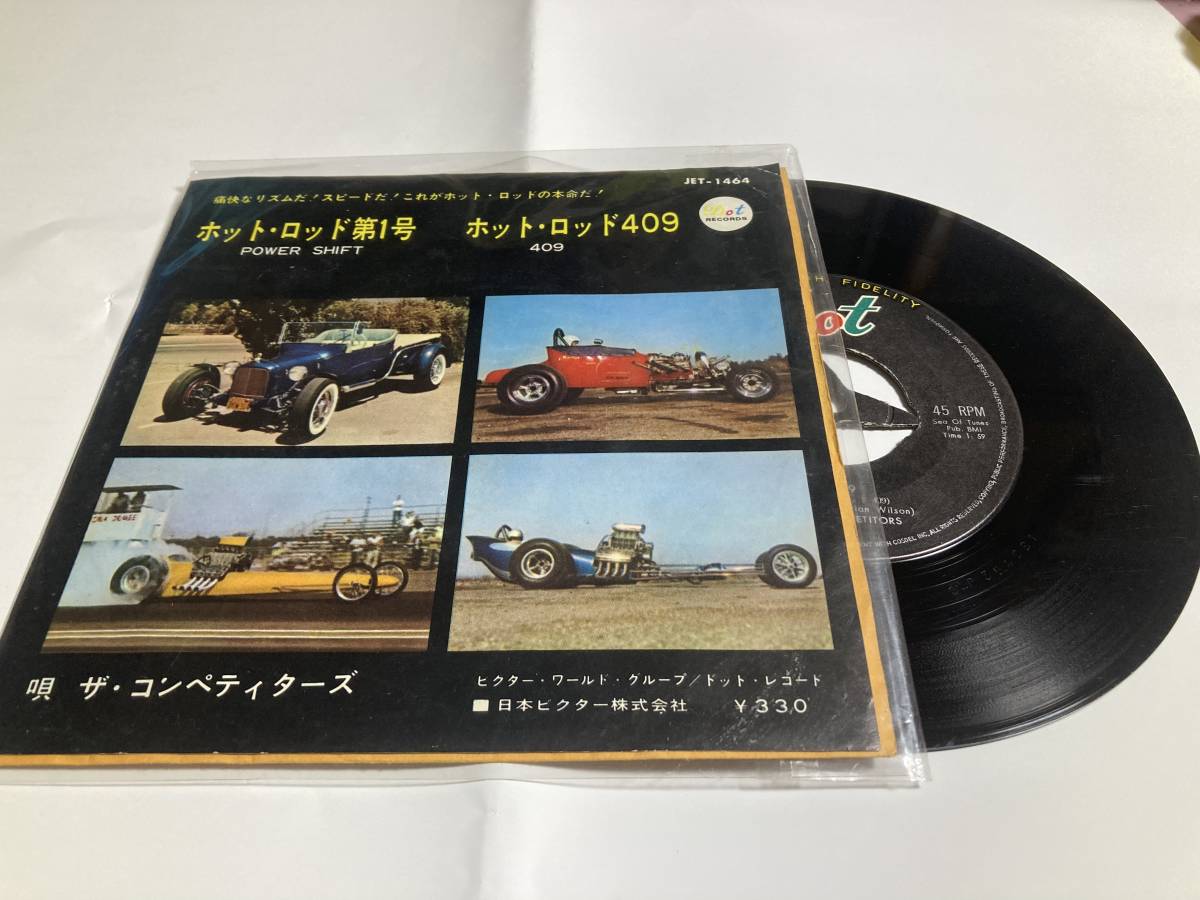 JET-1464
痛快なリズムだ!スピードだ!これがホット・ロッドの本命だ!
Dot
RECORDS
ホット・ロッド第1号 ホット・ロッド409
POWER SHIFT 409
唄 ザ・コンペティターズ
ビクター・ワールド・グループ/ドット・レコード
■日本ビクター株式会社 ¥330
FIDELITY
ot
45 RPM
Sea Of Tunes
Pub. BMI
Time 1:59
09)
ian Wilson)
ETITORS